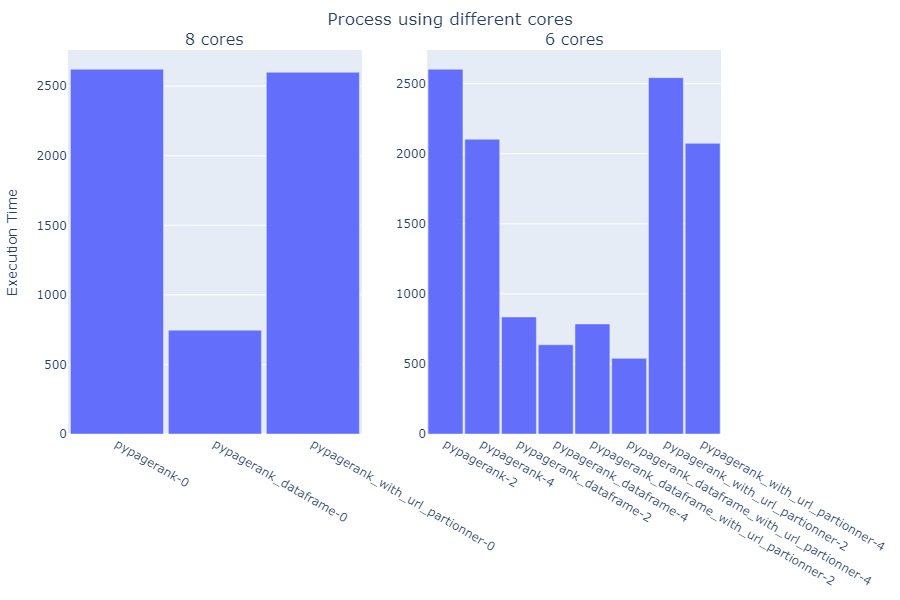 Process using different cores
8 cores
6 cores
Execution Time
2500
2000
1500
1000
500
0
pypagerank-0
pypagerank_dataframe-0
pypagerank_with_url_partionner-0
2500
2000
1500
1000
500
0
pypagerank-2
pypagerank-4
pypagerank_dataframe-2
pypagerank_dataframe-4
pypagerank_dataframe_with_url_partionner-2
pypagerank_dataframe_with_url_partionner-4
pypagerank_with_url_partionner-2
pypagerank_with_url_partionner-4